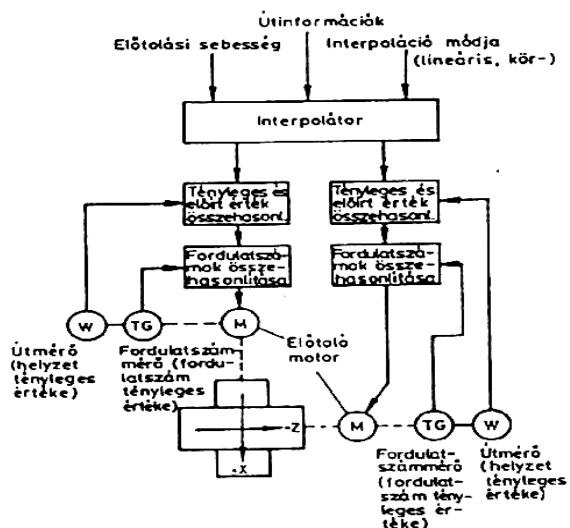 Útinformációk
Előtolási sebesség
Interpoláció módja
(lineáris, kör-)
Interpolátor
Tényleges és
előírt érték
összehasonl.
Tényleges és
előírt érték
összehasonl.
Fordulatszá-
mok össze-
hasonlítása
Fordulatszá-
mok össze-
hasonlítása
W
TG
M
Útmérő
(helyzet
tényleges
értéke)
Fordulatszám
mérő (fordu-
latszám
tényleges
értéke)
Előtoló
motor
+Z
+X
M
TG
W
Fordulat-
számmérő
(fordulat-
szám tény-
leges ér-
téke)
Útmérő
(helyzet
tényleges
értéke)